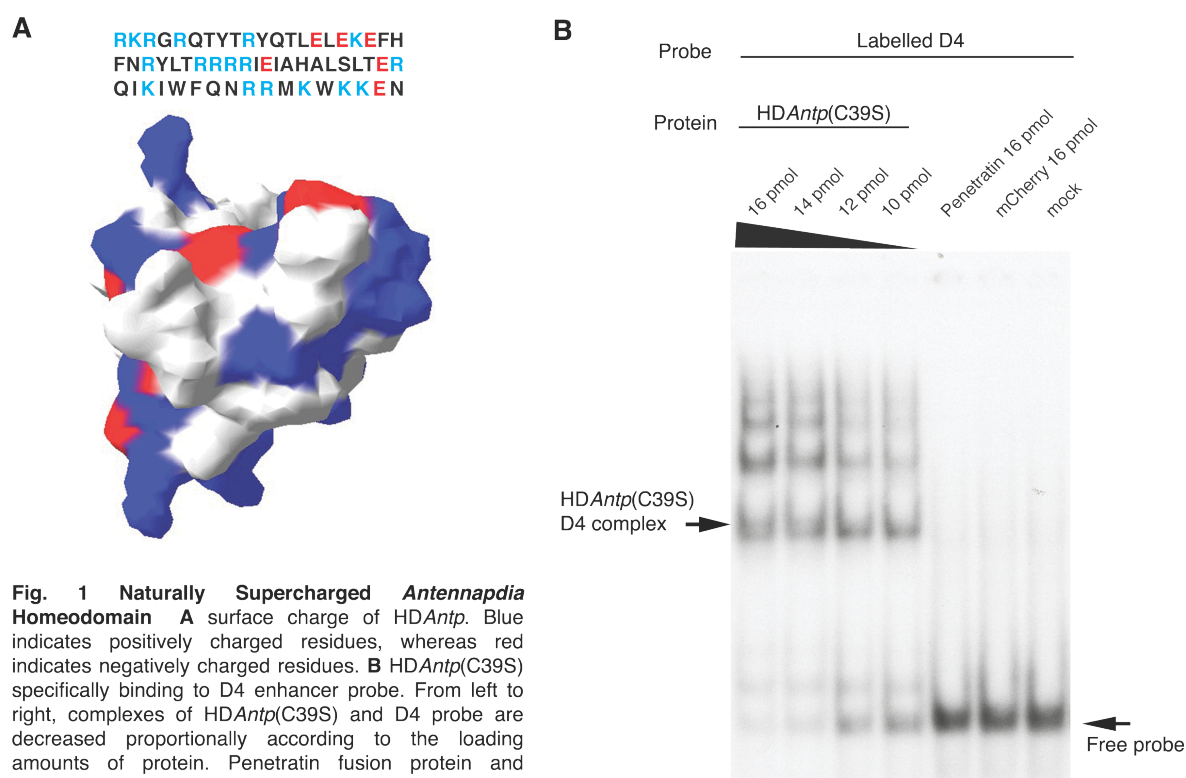 A
RKRGRQTYTRYQTLELEKEFH
FNRYLTRRRRIEIAHALSLTER
QIKIWFQNRRMKWKKEN
Fig. 1 Naturally Supercharged Antennapdia
Homeodomain A surface charge of HDAntp. Blue
indicates positively charged residues, whereas red
indicates negatively charged residues. B HDAntp(C39S)
specifically binding to D4 enhancer probe. From left to
right, complexes of HDAntp(C39S) and D4 probe are
decreased proportionally according to the loading
amounts of protein. Penetratin fusion protein and
B
Probe
Labelled D4
Protein
HDAntp(C39S)
16 pmol
14 pmol
12 pmol
10 pmol
Penetratin 16 pmol
mCherry 16 pmol
mock
HDAntp(C39S)
D4 complex
Free probe